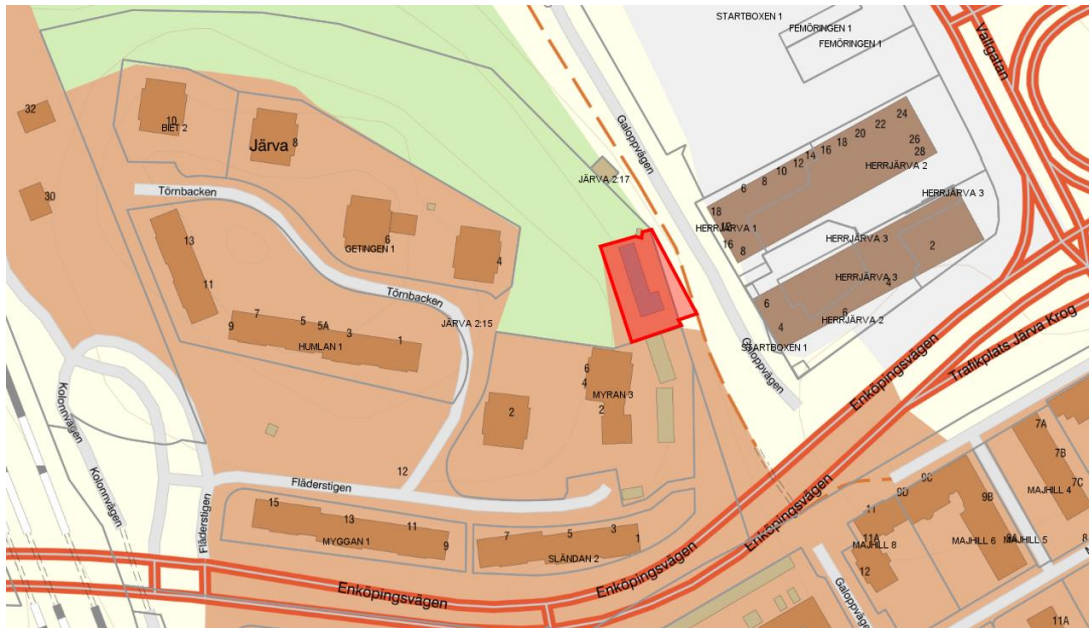 STARTBOXEN 1
FEMÖRINGEN 1
FEMÖRINGEN 1
Vallgatan
32
10
BIET 2
Järva
8
30
Galoppvägen
24
22
20
18
16
14
12
10
8
6
26
28
HERRJÄRVA 2
JÄRVA 2:17
Törnbacken
6
GETINGEN 1
4
18
HERRJÄRVA 1
16
8
HERRJÄRVA 3
HERRJÄRVA 3
2
HERRJÄRVA 3
4
13
11
Törnbacken
9
7
5
5A
3
1
HUMLAN 1
JÄRVA 2:15
6
4
6
HERRJÄRVA 2
STARTBOXEN 1
Galoppvägen
Enköpingsvägen
Trafikplats Järva Krog
6
4
MYRAN 3
2
2
Kolonnvägen
Kolonnvägen
12
Fläderstigen
Fläderstigen
15
13
11
9
MYGGAN 1
7
5
3
1
SLÄNDAN 2
Enköpingsvägen
Enköpingsvägen
Enköpingsvägen
7A
7B
7C
MAJHILL 4
9C
9D
9B
11
11A
MAJHILL 8
12
MAJHILL 6
MAJHILL 5
8
Galoppvägen
11A